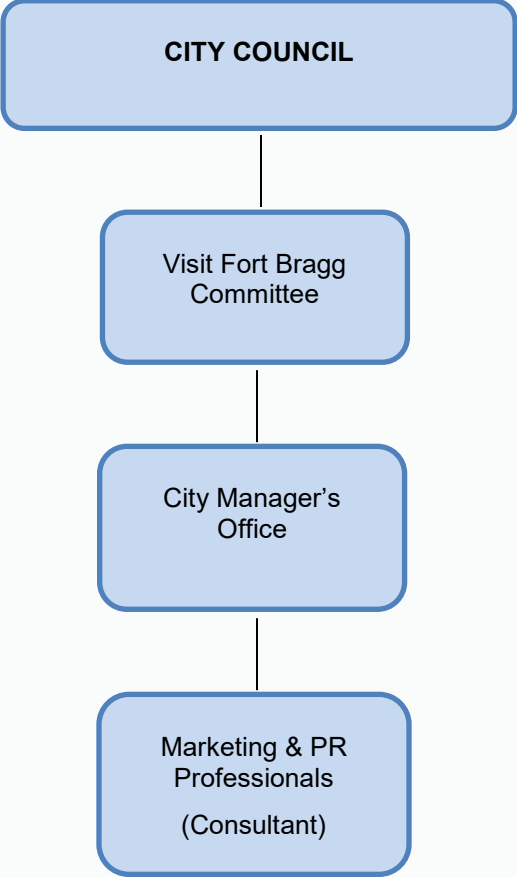 CITY COUNCIL
Visit Fort Bragg
Committee
City Manager’s
Office
Marketing & PR
Professionals
(Consultant)